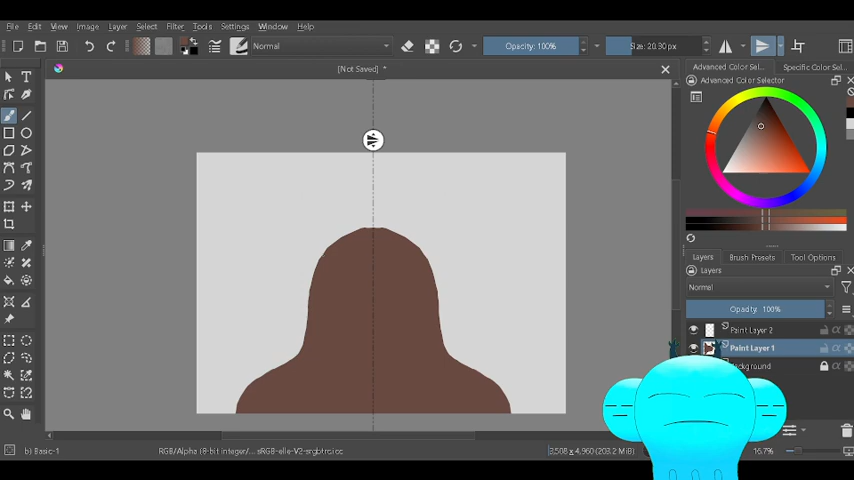 File Edit View Image Layer Select Filter Tools Settings Window Help
Normal Opacity: 100% Size: 20.30 px
[Not Saved] *
Advanced Color Sel... Specific Color Sel...
Advanced Color Selector
Layers Brush Presets Tool Options
Layers
Normal
Opacity: 100%
Paint Layer 2
Paint Layer 1
b) Basic-1 RGB/Alpha (8-bit integer/... sRGB-elle-V2-srgbtrc.icc 3,508 x 4,960 (203.2 MiB) 16.7%